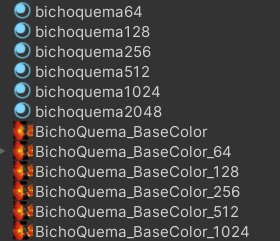 bichoquema64
bichoquema128
bichoquema256
bichoquema512
bichoquema1024
bichoquema2048
BichoQuema_BaseColor
BichoQuema_BaseColor_64
BichoQuema_BaseColor_128
BichoQuema_BaseColor_256
BichoQuema_BaseColor_512
BichoQuema_BaseColor_1024